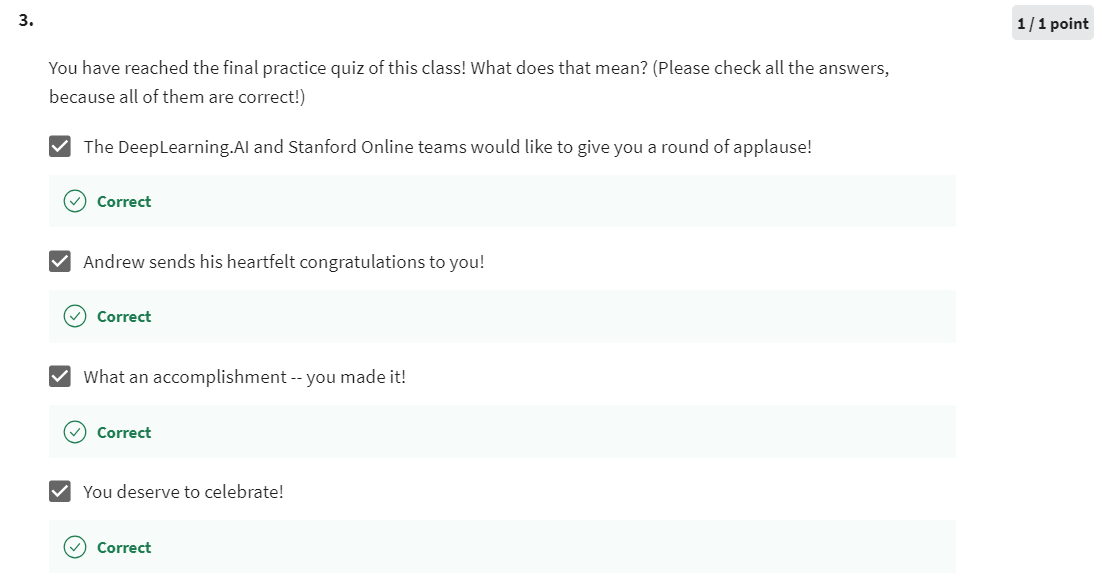 3.
1 / 1 point
You have reached the final practice quiz of this class! What does that mean? (Please check all the answers,
because all of them are correct!)
The DeepLearning.AI and Stanford Online teams would like to give you a round of applause!
Correct
Andrew sends his heartfelt congratulations to you!
Correct
What an accomplishment -- you made it!
Correct
You deserve to celebrate!
Correct